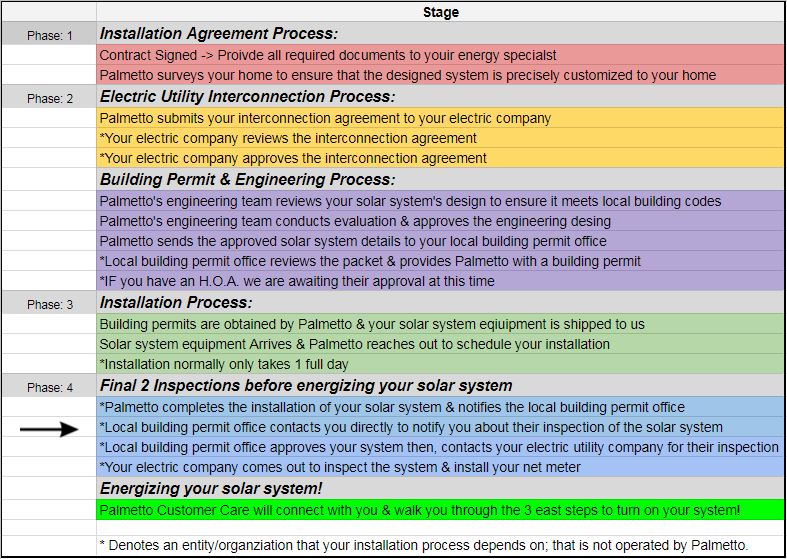 Stage
Phase: 1 Installation Agreement Process:
Contract Signed -> Proivde all required documents to youir energy specialst
Palmetto surveys your home to ensure that the designed system is precisely customized to your home
Phase: 2 Electric Utility Interconnection Process:
Palmetto submits your interconnection agreement to your electric company
*Your electric company reviews the interconnection agreement
*Your electric company approves the interconnection agreement
Building Permit & Engineering Process:
Palmetto's engineering team reviews your solar system's design to ensure it meets local building codes
Palmetto's engineering team conducts evaluation & approves the engineering desing
Palmetto sends the approved solar system details to your local building permit office
*Local building permit office reviews the packet & provides Palmetto with a building permit
*IF you have an H.O.A. we are awaiting their approval at this time
Phase: 3 Installation Process:
Building permits are obtained by Palmetto & your solar system eqiuipment is shipped to us
Solar system equipment Arrives & Palmetto reaches out to schedule your installation
*Installation normally only takes 1 full day
Phase: 4 Final 2 Inspections before energizing your solar system
*Palmetto completes the installation of your solar system & notifies the local building permit office
*Local building permit office contacts you directly to notify you about their inspection of the solar system
*Local building permit office approves your system then, contacts your electric utility company for their inspection
*Your electric company comes out to inspect the system & install your net meter
Energizing your solar system!
Palmetto Customer Care will connect with you & walk you through the 3 east steps to turn on your system!
* Denotes an entity/organziation that your installation process depends on; that is not operated by Palmetto.